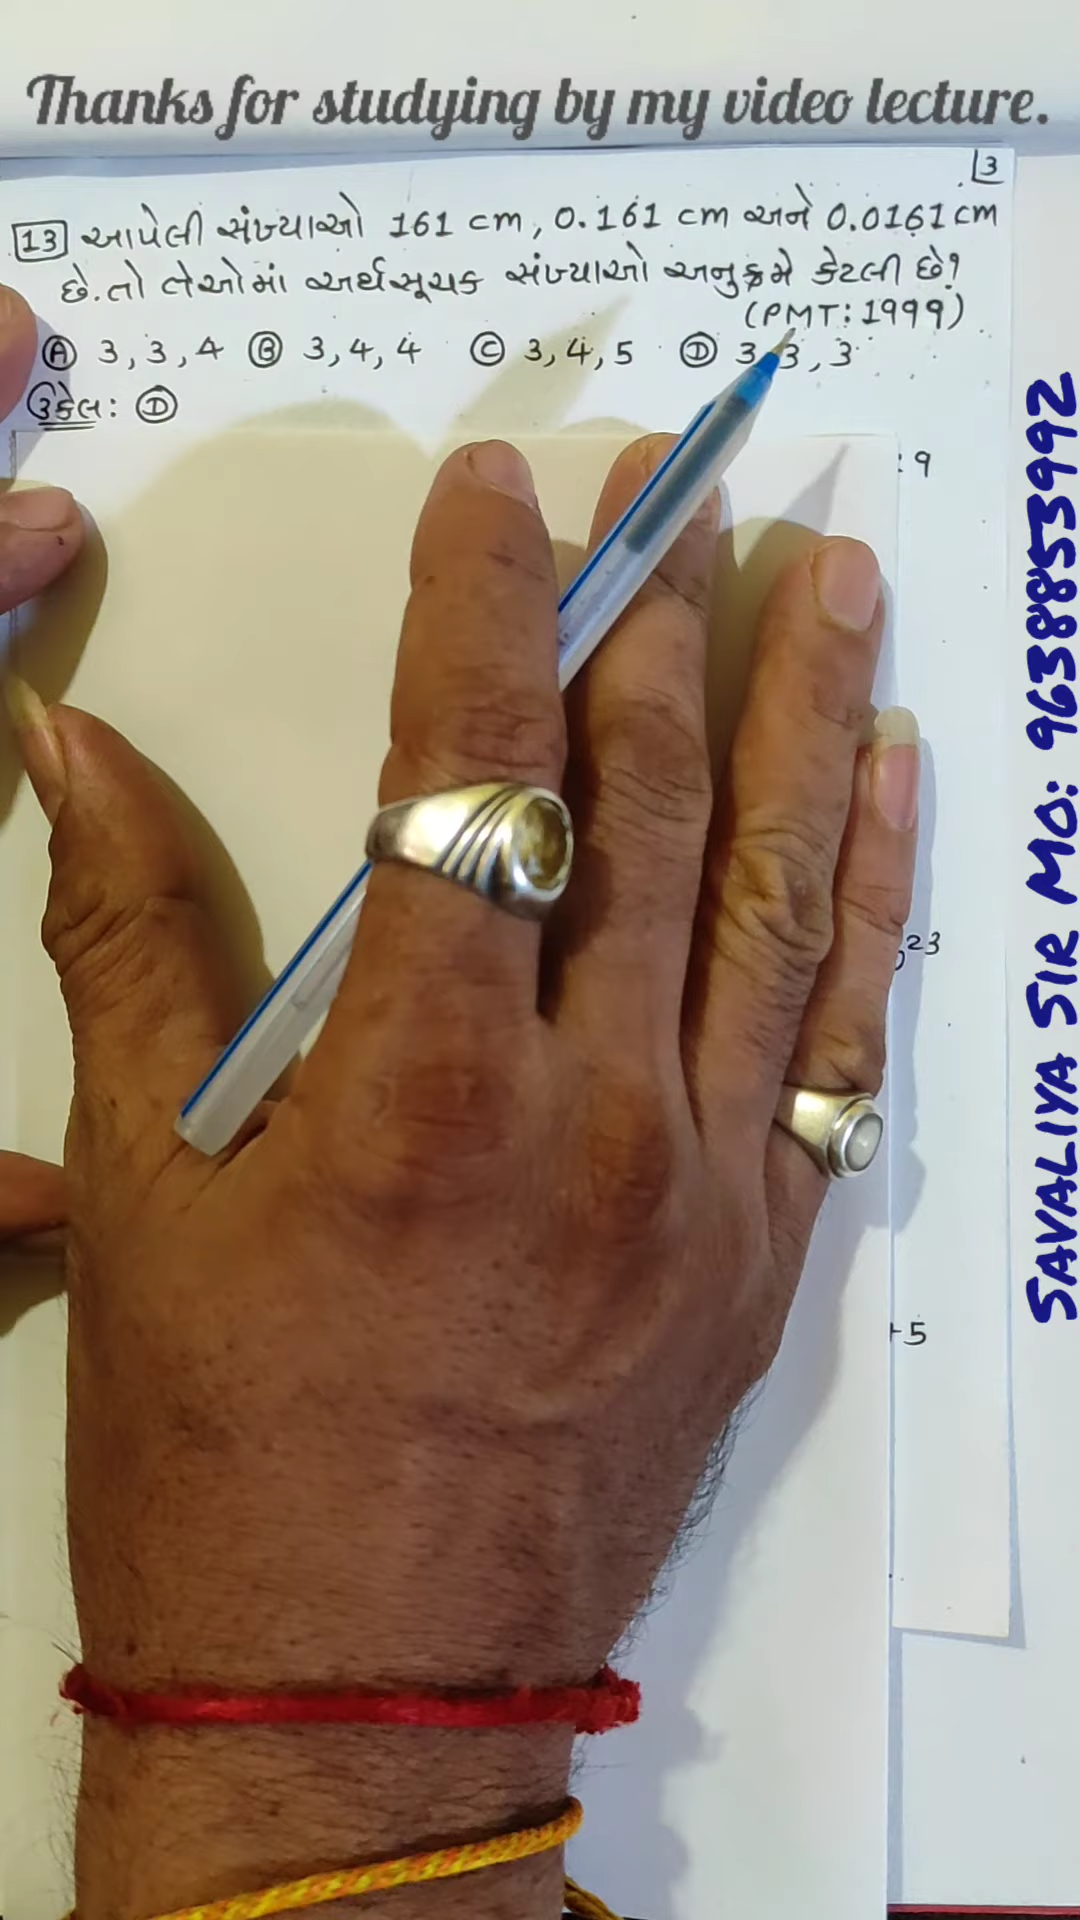 Thanks for studying by my video lecture.
3
13 આપેલી સંખ્યાઓ 161 cm, 0.161 cm અને 0.0161 cm
છે. તો તેઓમાં અર્થસૂચક સંખ્યાઓ અનુક્રમે કેટલી છે?
(PMT: 1999)
Ⓐ 3, 3, 4 Ⓑ 3, 4, 4 Ⓒ 3, 4, 5 Ⓓ 3, 3, 3
ઉકેલ: Ⓓ
: 9
23
+5
SAVALIYA SIR MO: 9638853992